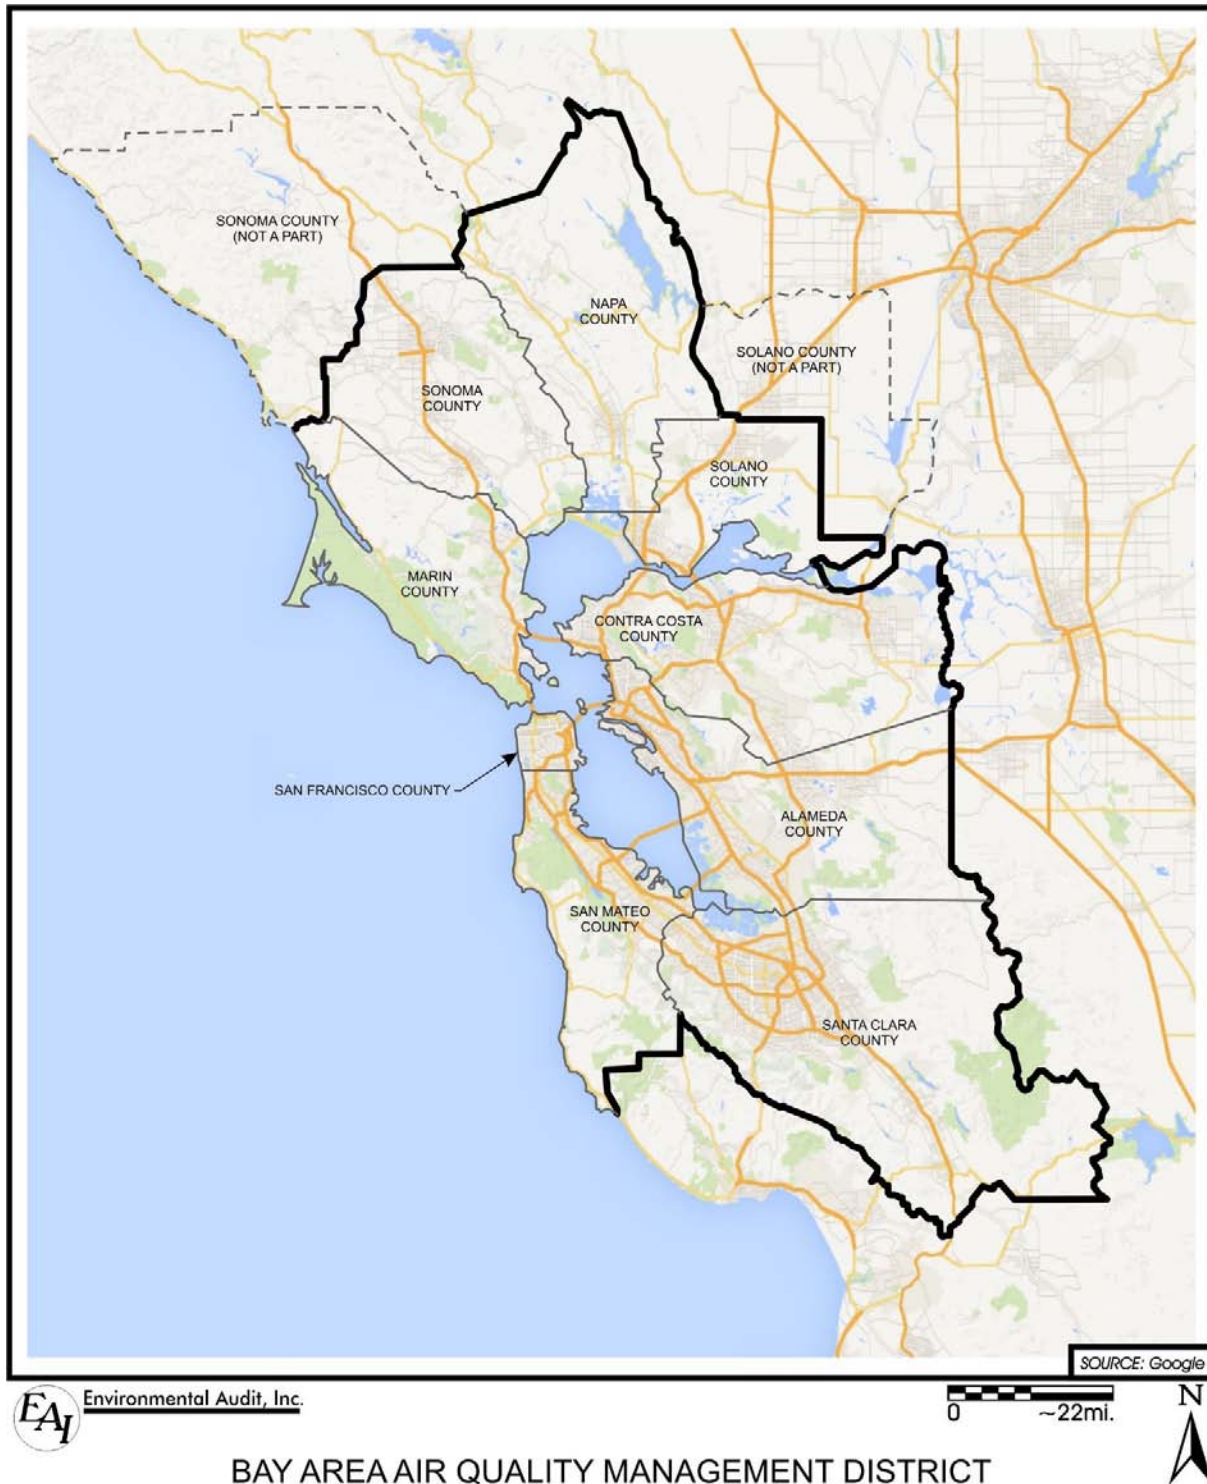 SONOMA COUNTY
(NOT A PART)
NAPA
COUNTY
SOLANO COUNTY
(NOT A PART)
SONOMA
COUNTY
SOLANO
COUNTY
MARIN
COUNTY
CONTRA COSTA
COUNTY
SAN FRANCISCO COUNTY
ALAMEDA
COUNTY
SAN MATEO
COUNTY
SANTA CLARA
COUNTY
SOURCE: Google
EAI
Environmental Audit, Inc.
0 ~22mi.
N
BAY AREA AIR QUALITY MANAGEMENT DISTRICT